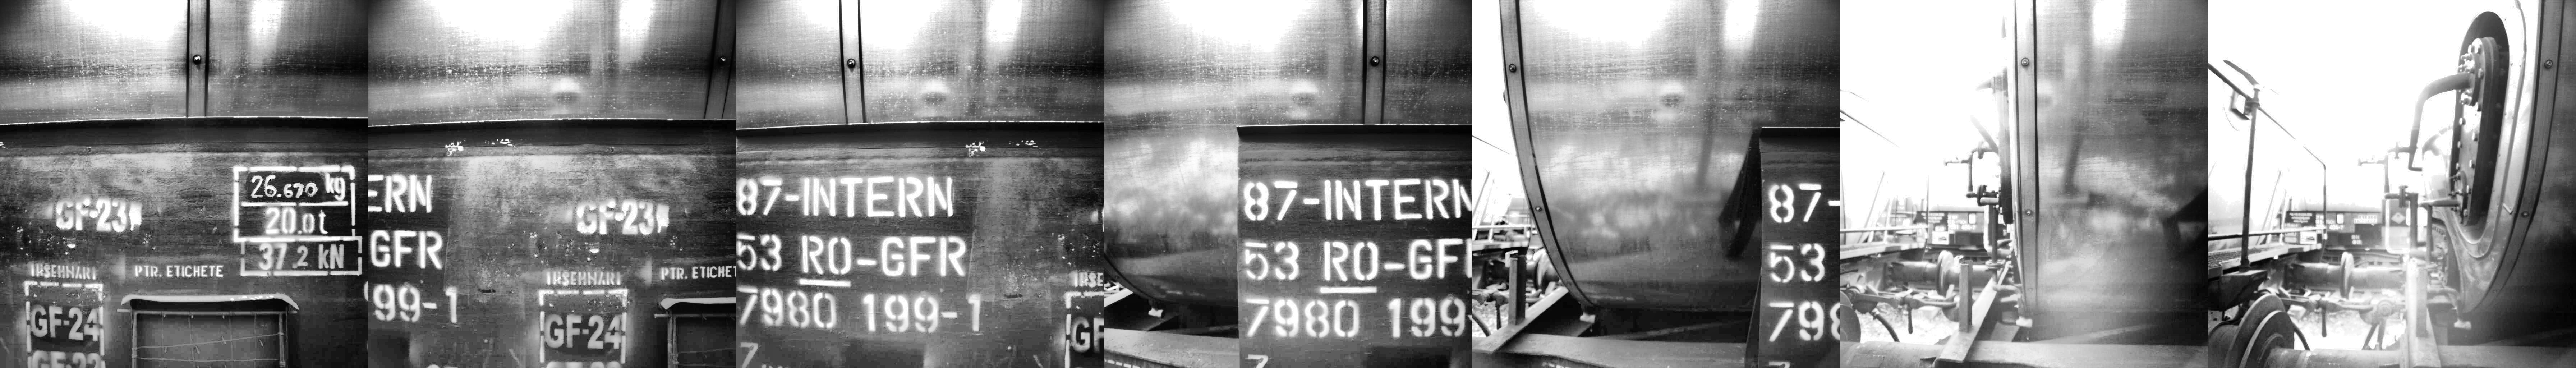 26.670 kg
20.0t
37.2 kN
GF-23
PTR. ETICHETE
GF-24
ERN
GFR
99-1
GF-23
PTR. ETICHET
GF-24
87-INTERN
53 RO-GFR
7980 199-1
GF
87-INTERN
53 RO-GF
7980 199
87-
53
798